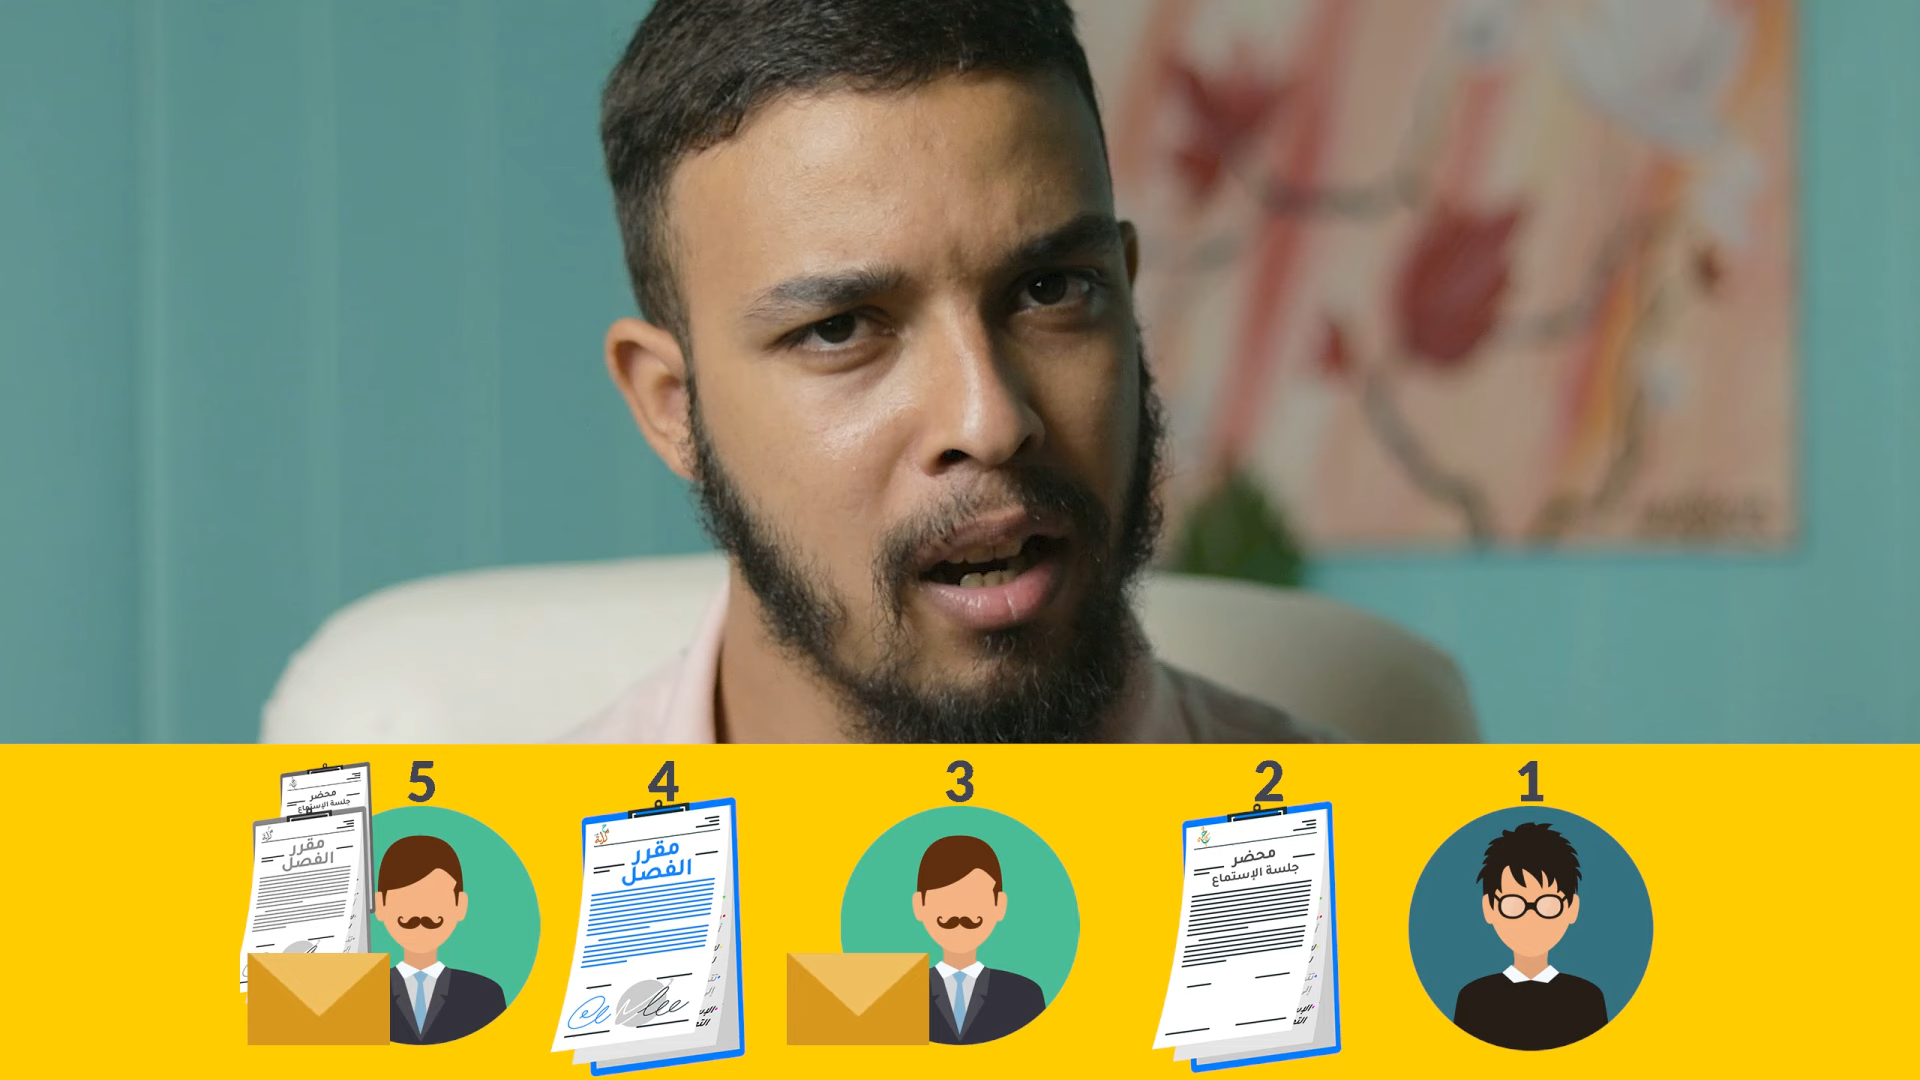 1
2
محضر
جلسة الإستماع
3
4
مقرر
الفصل
5
محضر
جلسة الإستماع
مقرر
الفصل